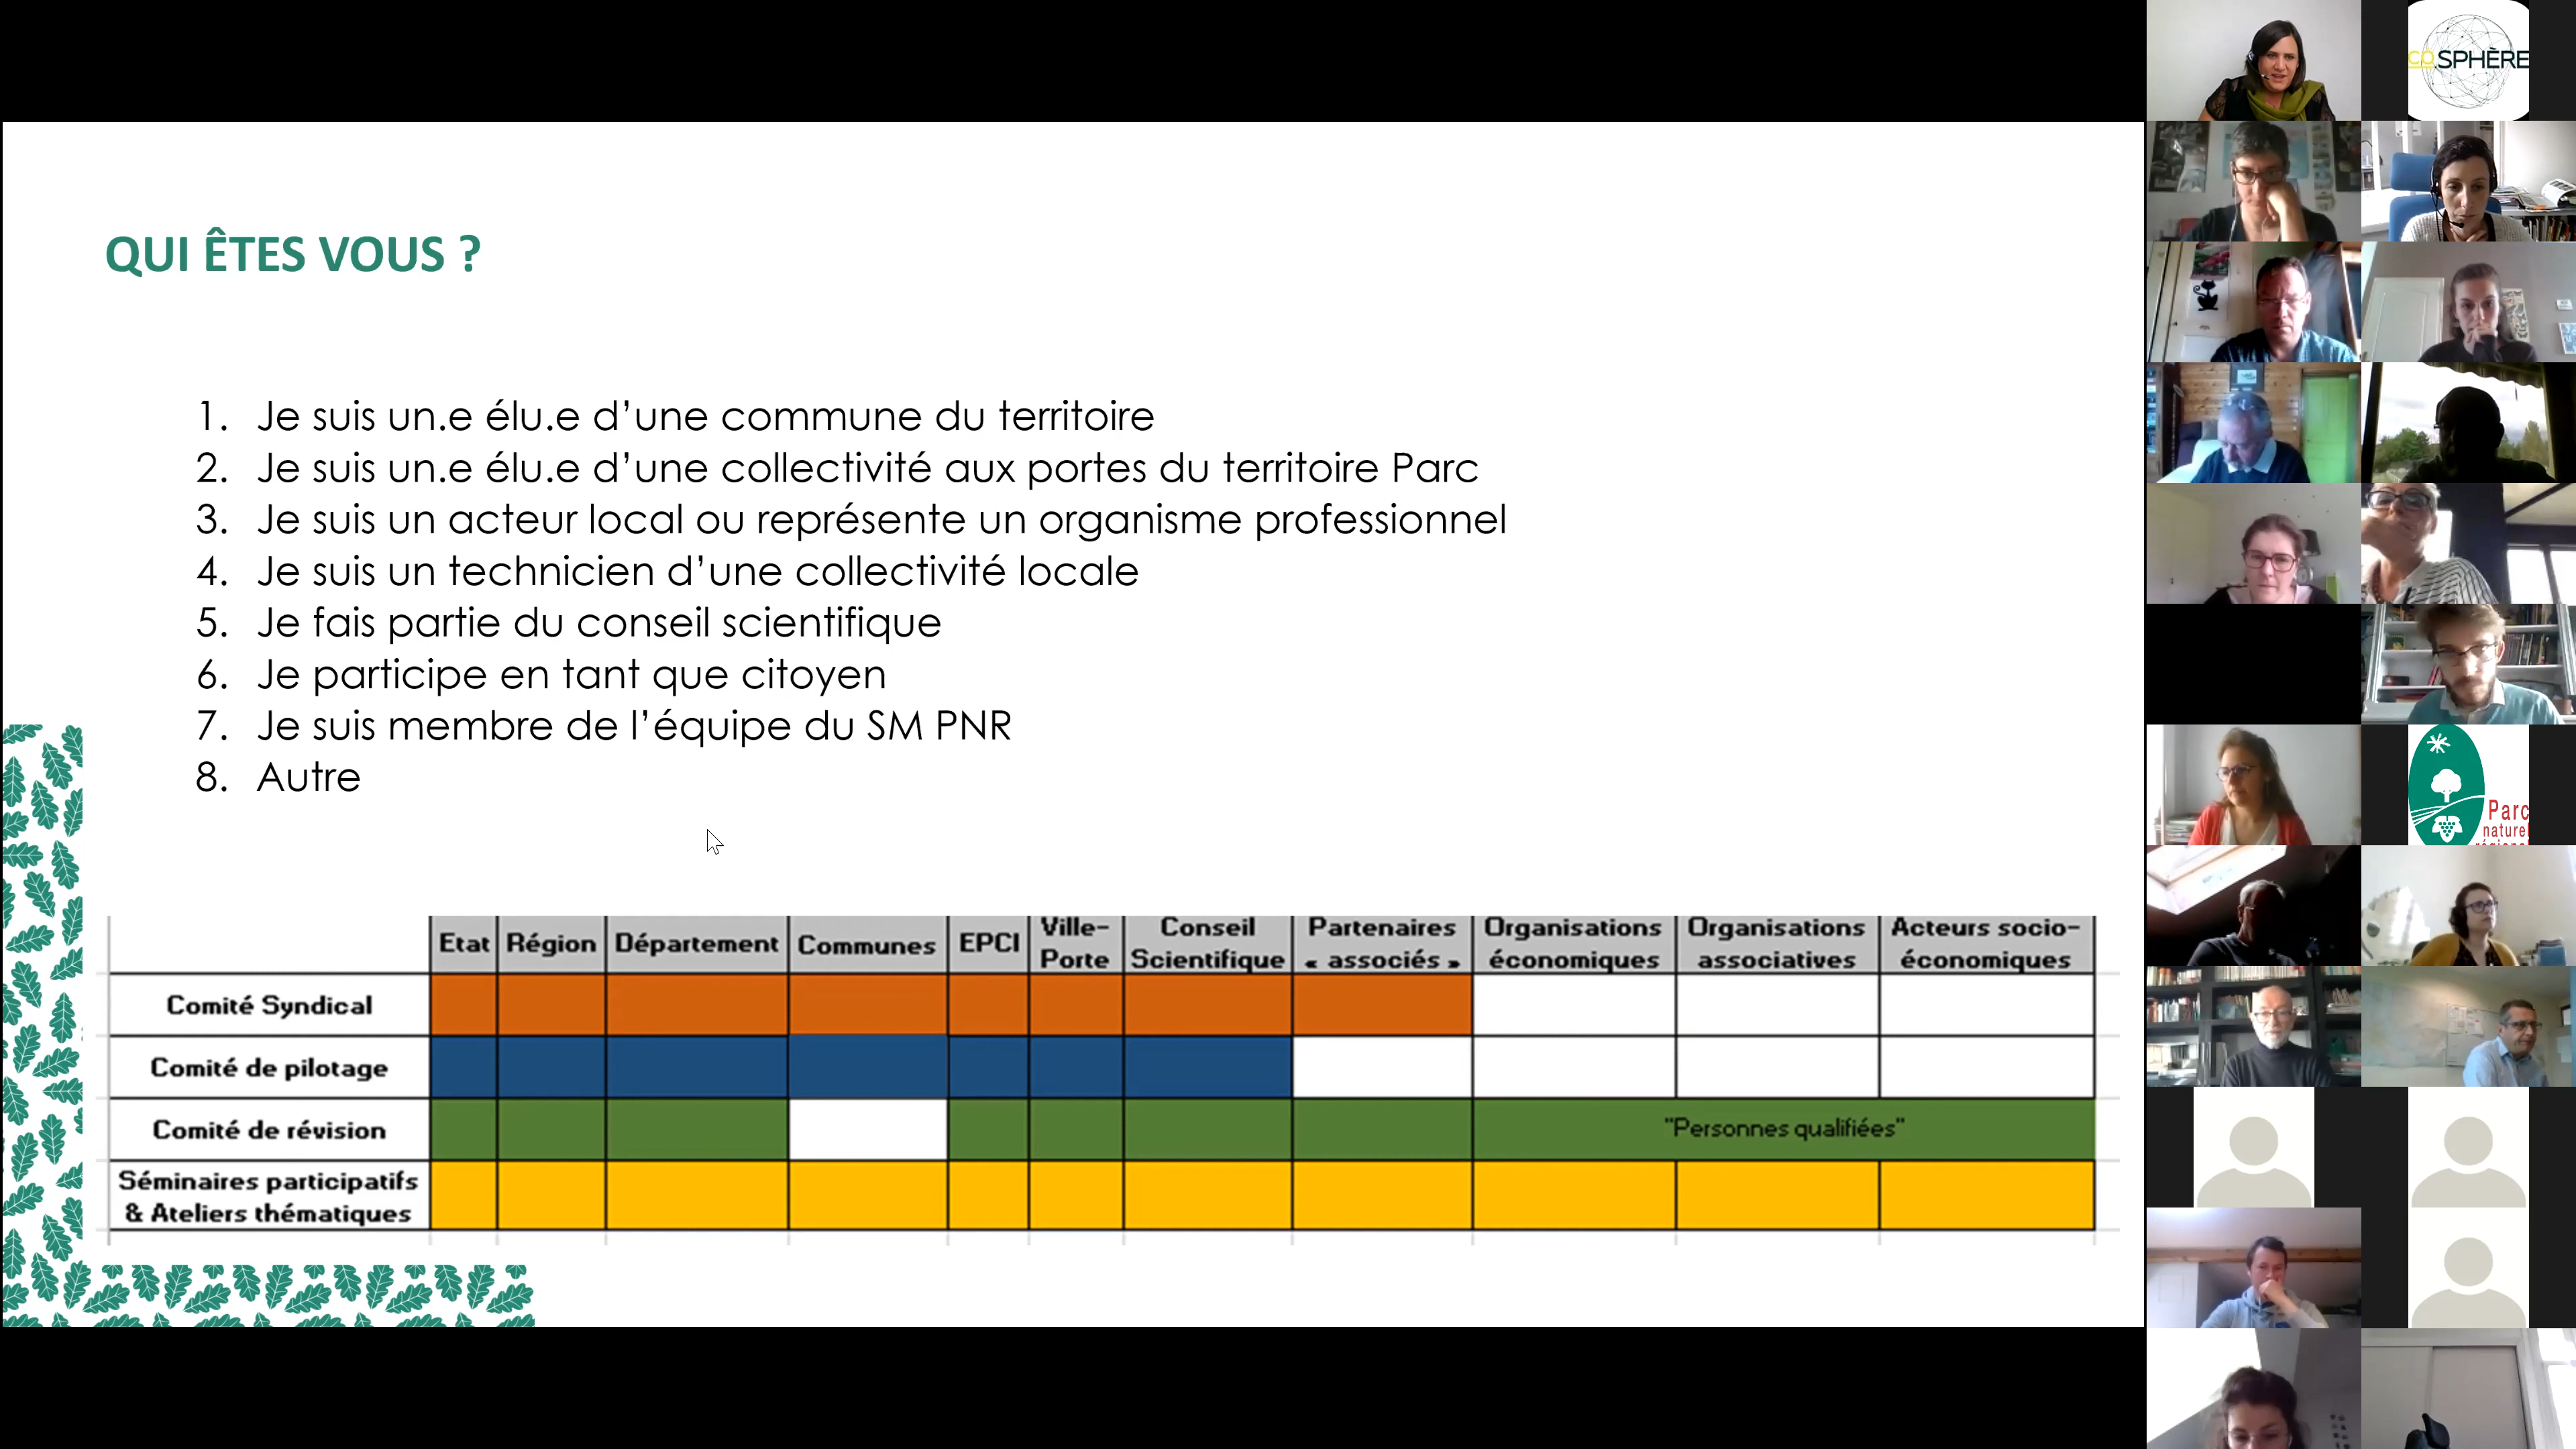 QUI ÊTES VOUS ?
1. Je suis un.e élu.e d’une commune du territoire
2. Je suis un.e élu.e d’une collectivité aux portes du territoire Parc
3. Je suis un acteur local ou représente un organisme professionnel
4. Je suis un technicien d’une collectivité locale
5. Je fais partie du conseil scientifique
6. Je participe en tant que citoyen
7. Je suis membre de l’équipe du SM PNR
8. Autre
Etat Région Département Communes EPCI Ville-Porte Conseil Scientifique Partenaires « associés » Organisations économiques Organisations associatives Acteurs socio-économiques
Comité Syndical
Comité de pilotage
Comité de révision "Personnes qualifiées"
Séminaires participatifs
& Ateliers thématiques
co.SPHÈRE
Parc
naturel
régional